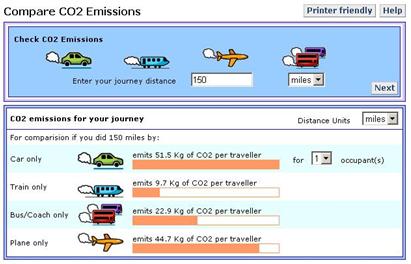 Compare CO2 Emissions
Printer friendly
Help
Check CO2 Emissions
Enter your journey distance 150 miles
Next
CO2 emissions for your journey
Distance Units miles
For comparision if you did 150 miles by:
Car only emits 51.5 Kg of CO2 per traveller for 1 occupant(s)
Train only emits 9.7 Kg of CO2 per traveller
Bus/Coach only emits 22.9 Kg of CO2 per traveller
Plane only emits 44.7 Kg of CO2 per traveller